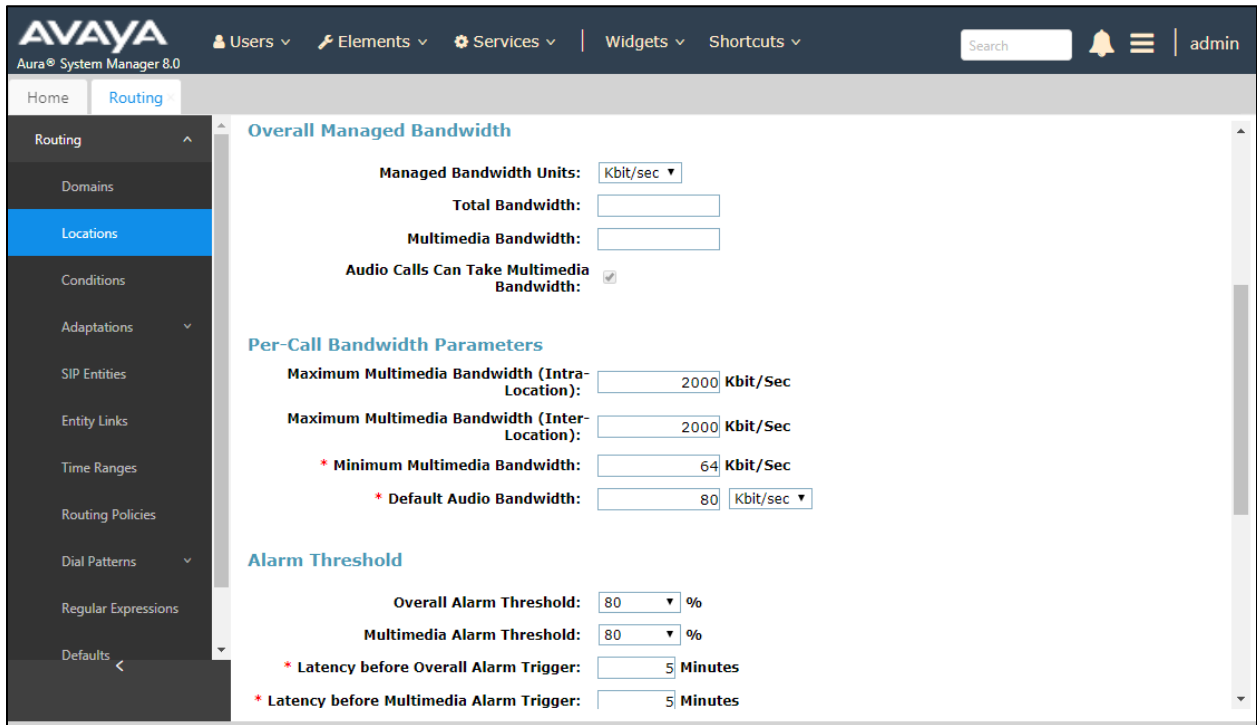 AVAYA
Aura® System Manager 8.0
Users
Elements
Services
Widgets
Shortcuts
Search
admin
Home
Routing ×
Routing
Domains
Locations
Conditions
Adaptations
SIP Entities
Entity Links
Time Ranges
Routing Policies
Dial Patterns
Regular Expressions
Defaults
<
Overall Managed Bandwidth
Managed Bandwidth Units: Kbit/sec
Total Bandwidth:
Multimedia Bandwidth:
Audio Calls Can Take Multimedia
Bandwidth:
Per-Call Bandwidth Parameters
Maximum Multimedia Bandwidth (Intra-
Location): 2000 Kbit/Sec
Maximum Multimedia Bandwidth (Inter-
Location): 2000 Kbit/Sec
* Minimum Multimedia Bandwidth: 64 Kbit/Sec
* Default Audio Bandwidth: 80 Kbit/sec
Alarm Threshold
Overall Alarm Threshold: 80 %
Multimedia Alarm Threshold: 80 %
* Latency before Overall Alarm Trigger: 5 Minutes
* Latency before Multimedia Alarm Trigger: 5 Minutes